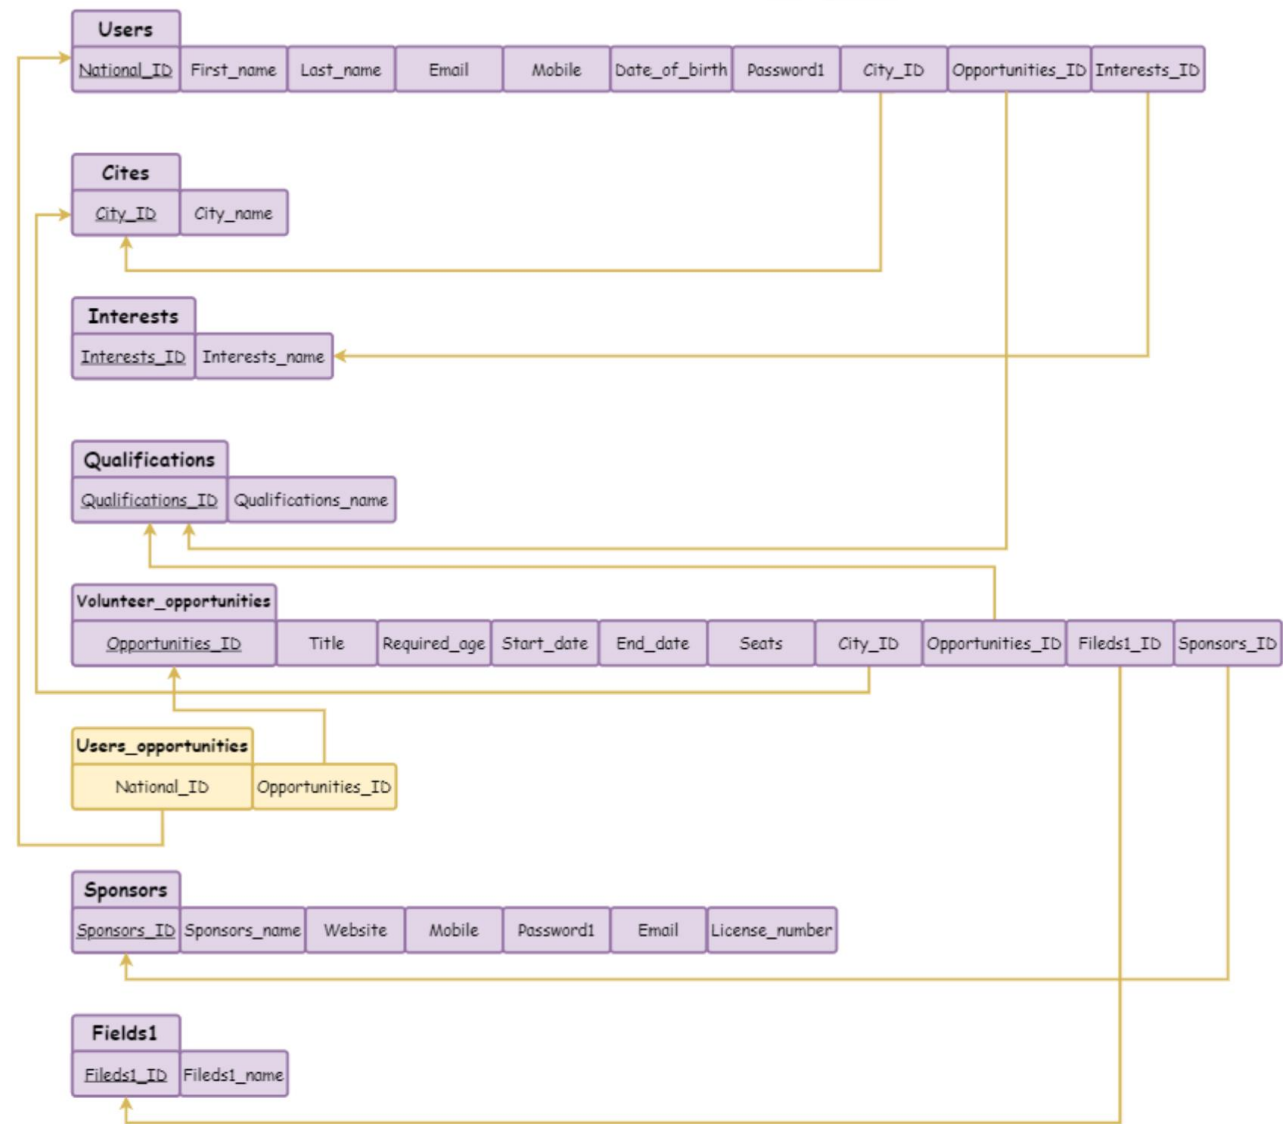 Users
National_ID First_name Last_name Email Mobile Date_of_birth Password1 City_ID Opportunities_ID Interests_ID
Cites
City_ID City_name
Interests
Interests_ID Interests_name
Qualifications
Qualifications_ID Qualifications_name
Volunteer_opportunities
Opportunities_ID Title Required_age Start_date End_date Seats City_ID Opportunities_ID Fileds1_ID Sponsors_ID
Users_opportunities
National_ID Opportunities_ID
Sponsors
Sponsors_ID Sponsors_name Website Mobile Password1 Email License_number
Fields1
Fileds1_ID Fileds1_name